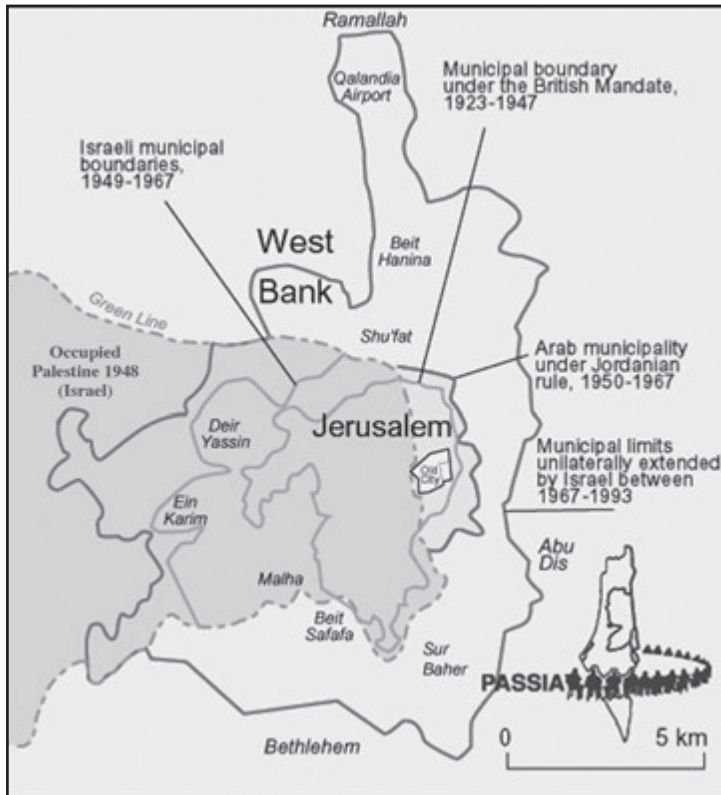 Ramallah
Qalandia
Airport
Municipal boundary
under the British Mandate,
1923-1947
Israeli municipal
boundaries,
1949-1967
West
Bank
Beit
Hanina
Green Line
Shu'fat
Occupied
Palestine 1948
(Israel)
Arab municipality
under Jordanian
rule, 1950-1967
Deir
Yassin
Jerusalem
Old
City
Municipal limits
unilaterally extended
by Israel between
1967-1993
Ein
Karim
Abu
Dis
Malha
Beit
Safafa
Sur
Baher
PASSIA
Bethlehem
0 5 km